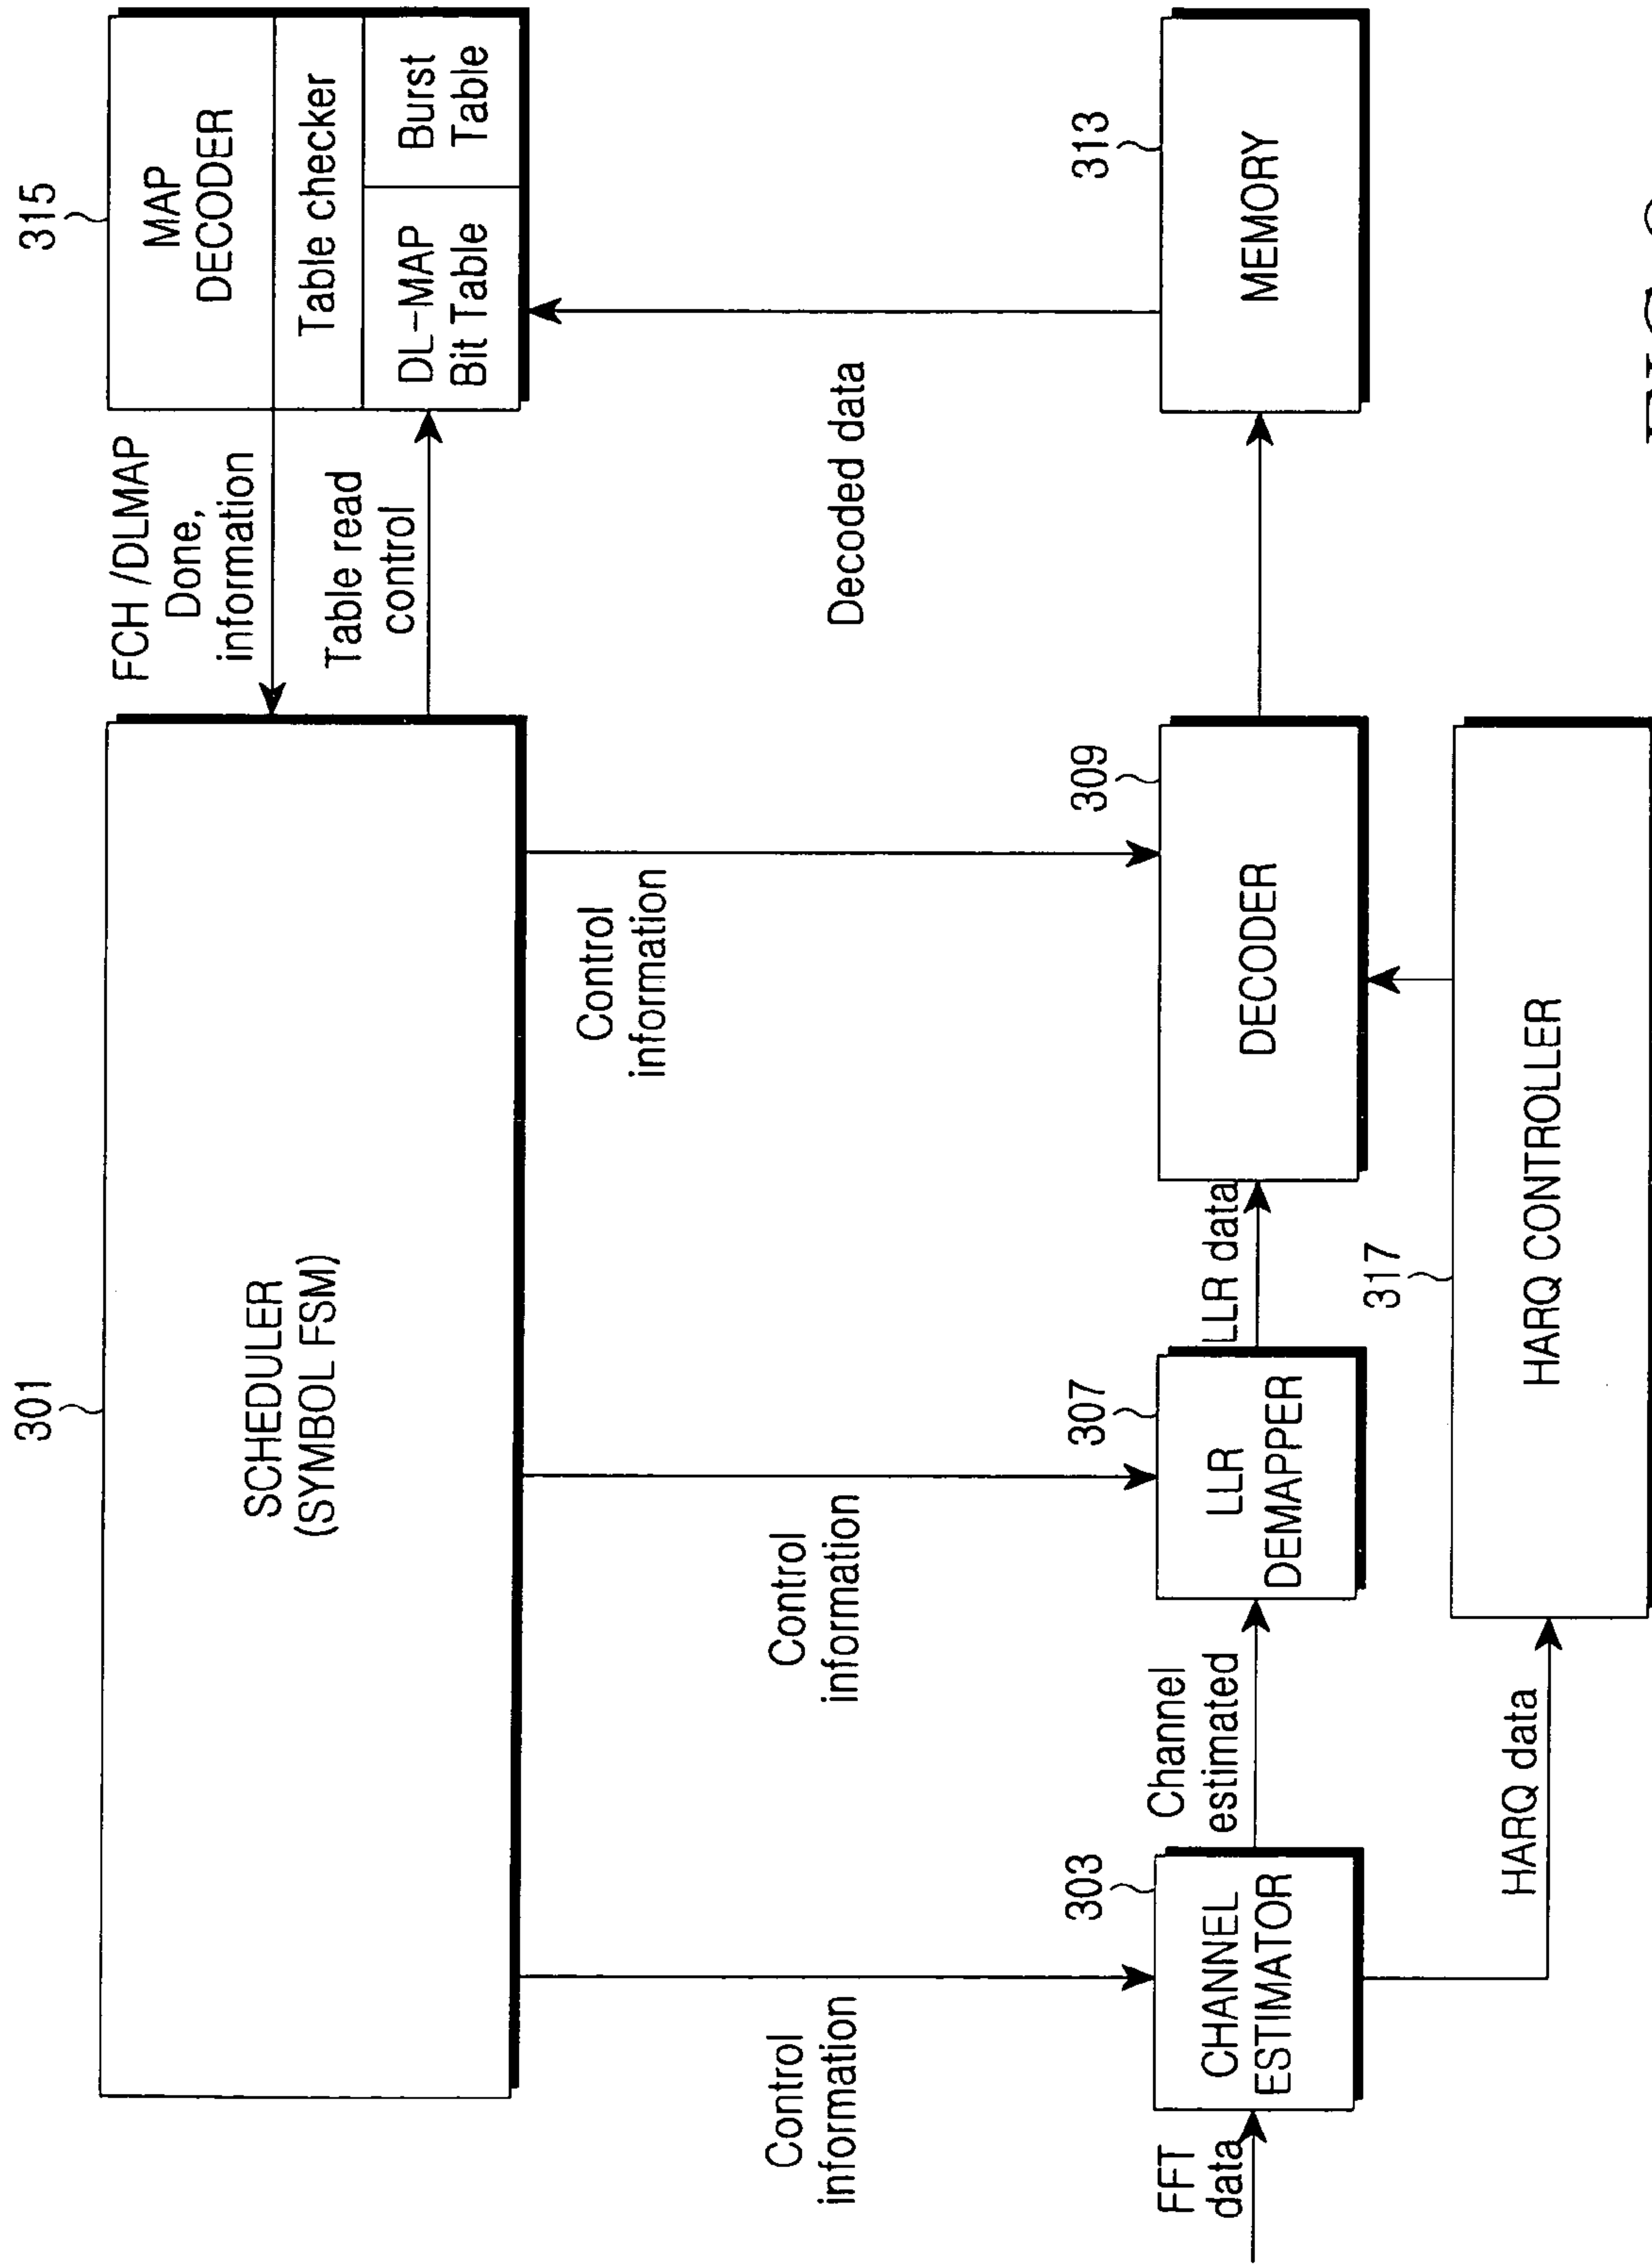 301
SCHEDULER
(SYMBOL FSM)
FCH /DLMAP
Done,
information
Table read
control
315
MAP
DECODER
Table checker
DL-MAP
Bit Table
Burst
Table
Control
information
Control
information
Control
information
Decoded data
FFT
data
303
CHANNEL
ESTIMATOR
Channel
estimated
307
LLR
DEMAPPER
LLR data
309
DECODER
313
MEMORY
HARQ data
317
HARQ CONTROLLER